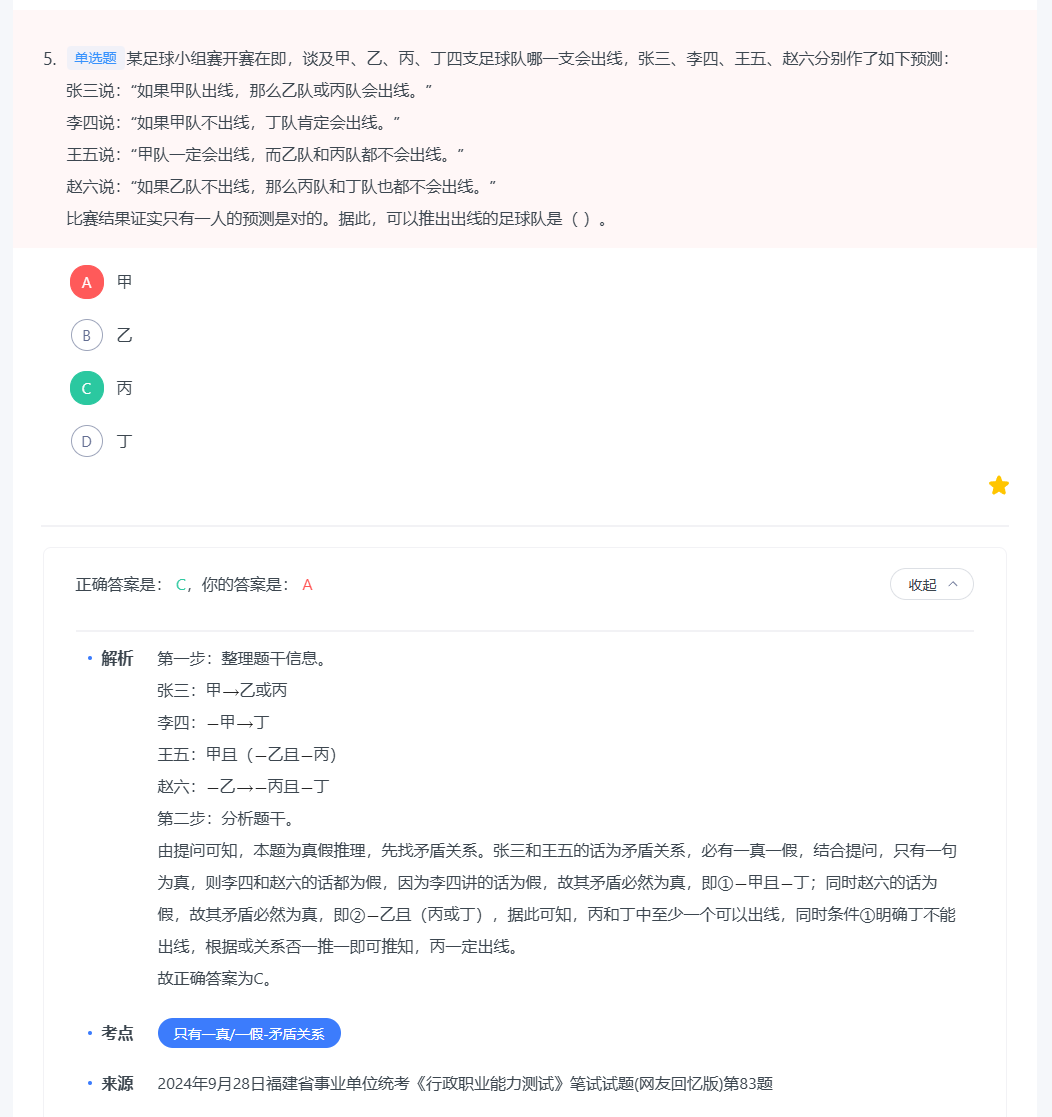 5. 单选题 某足球小组赛开赛在即，谈及甲、乙、丙、丁四支足球队哪一支会出线，张三、李四、王五、赵六分别作了如下预测：
张三说：“如果甲队出线，那么乙队或丙队会出线。”
李四说：“如果甲队不出线，丁队肯定会出线。”
王五说：“甲队一定会出线，而乙队和丙队都不会出线。”
赵六说：“如果乙队不出线，那么丙队和丁队也都不会出线。”
比赛结果证实只有一人的预测是对的。据此，可以推出出线的足球队是（ ）。
A 甲
B 乙
C 丙
D 丁
正确答案是： C，你的答案是： A
收起
• 解析 第一步：整理题干信息。
张三：甲→乙或丙
李四：—甲→丁
王五：甲且（—乙且—丙）
赵六：—乙→—丙且—丁
第二步：分析题干。
由提问可知，本题为真假推理，先找矛盾关系。张三和王五的话为矛盾关系，必有一真一假，结合提问，只有一句
为真，则李四和赵六的话都为假，因为李四讲的话为假，故其矛盾必然为真，即①—甲且—丁；同时赵六的话为
假，故其矛盾必然为真，即②—乙且（丙或丁），据此可知，丙和丁中至少一个可以出线，同时条件①明确丁不能
出线，根据或关系否一推一即可推知，丙一定出线。
故正确答案为C。
• 考点 只有一真/一假-矛盾关系
• 来源 2024年9月28日福建省事业单位统考《行政职业能力测试》笔试试题(网友回忆版)第83题